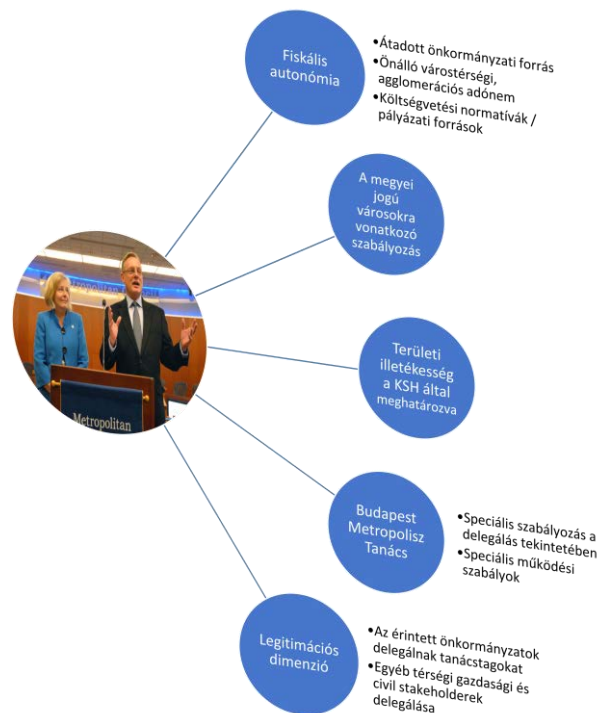 Fiskális
autonómia
•Átadott önkormányzati forrás
•Önálló várostérségi,
agglomerációs adónem
•Költségvetési normatívák /
pályázati források
A megyei
jogú
városokra
vonatkozó
szabályozás
Metropolitan
Területi
illetékesség
a KSH által
meghatározva
Budapest
Metropolisz
Tanács
•Speciális szabályozás a
delegálás tekintetében
•Speciális működési
szabályok
Legitimációs
dimenzió
•Az érintett önkormányzatok
delegálnak tanácstagokat
•Egyéb térségi gazdasági és
civil stakeholderek
delegálása